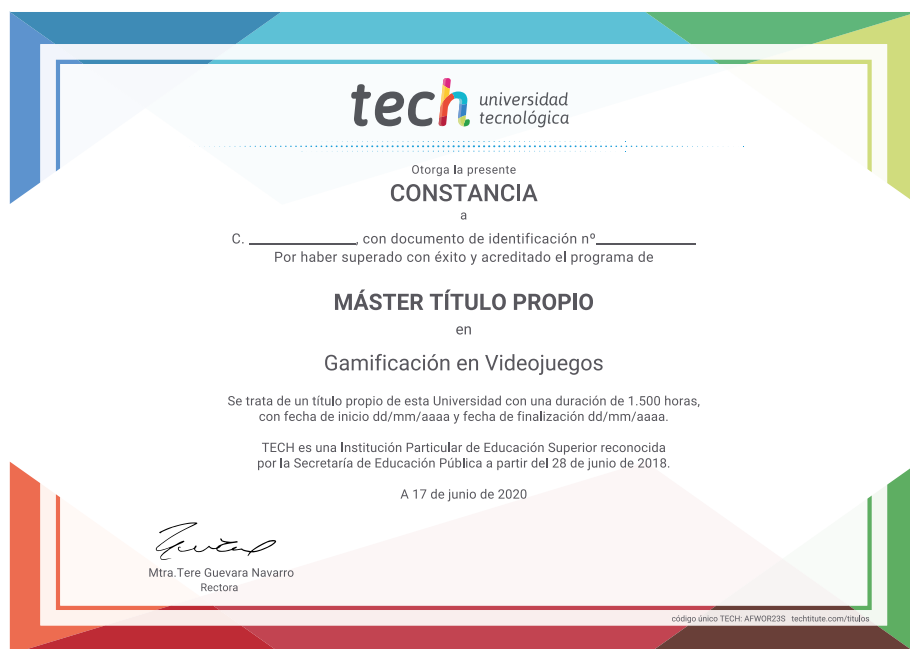 tech universidad
tecnológica
Otorga la presente
CONSTANCIA
a
C. ____________, con documento de identificación nº___________
Por haber superado con éxito y acreditado el programa de
MÁSTER TÍTULO PROPIO
en
Gamificación en Videojuegos
Se trata de un título propio de esta Universidad con una duración de 1.500 horas,
con fecha de inicio dd/mm/aaaa y fecha de finalización dd/mm/aaaa.
TECH es una Institución Particular de Educación Superior reconocida
por la Secretaría de Educación Pública a partir del 28 de junio de 2018.
A 17 de junio de 2020
Mtra.Tere Guevara Navarro
Rectora
código único TECH: AFWOR23S techtitute.com/titulos